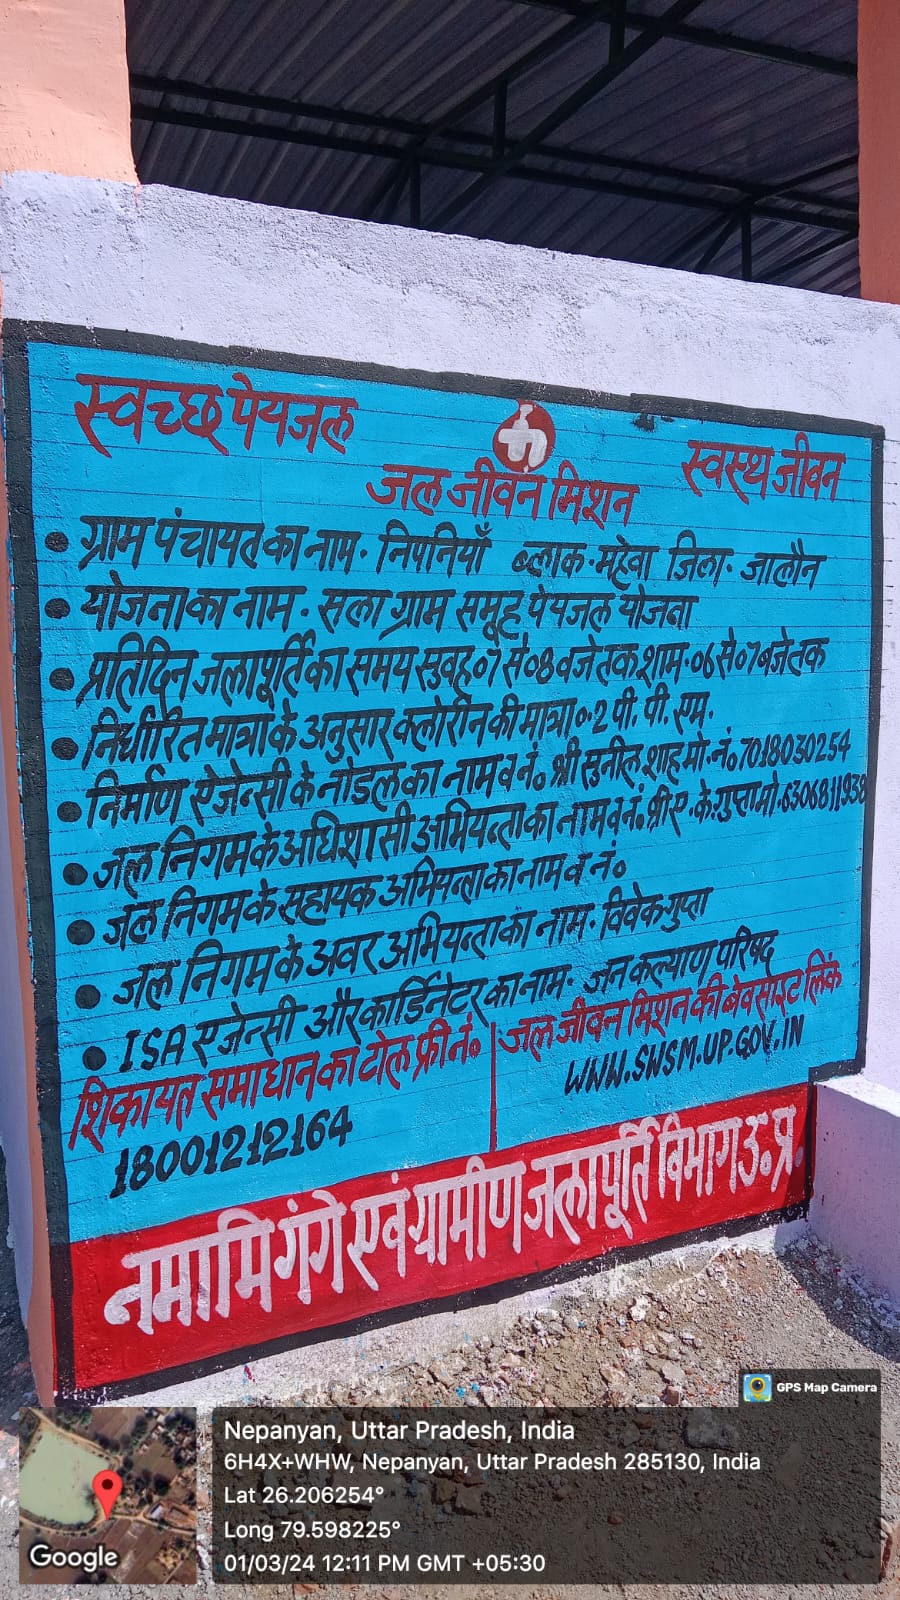 स्वच्छ पेयजल
स्वस्थ जीवन
जल जीवन मिशन
• ग्राम पंचायत का नाम - निपनियाँ ब्लाक - महेवा जिला - जालौन
• योजना का नाम - सला ग्राम समूह पेयजल योजना
• प्रतिदिन जलापूर्ति का समय सुवह 07 से 08 वजे तक शाम - 06 से 07 बजे तक
• निर्धारित मात्रा के अनुसार क्लोरीन की मात्रा 0.2 पी. पी. एम.
• निर्माण ऐजेन्सी के नोडल का नाम व नं. श्री सुनील शाह मो. नं. 7018030254
• जल निगम के अधिशासी अभियन्ता का नाम व नं. श्री ए. के. गुप्ता मो. 6306811938
• जल निगम के सहायक अभियन्ता का नाम व नं.
• जल निगम के अवर अभियन्ता का नाम - विवेक गुप्ता
• ISA एजेन्सी और कार्डिनेटर का नाम - जन कल्याण परिषद
शिकायत समाधान का टोल फ्री नं.
18001212164
जल जीवन मिशन की बेवसाइट लिंक
WWW.SWSM.UP.GOV.IN
नमामि गंगे एवं ग्रामीण जलापूर्ति विभाग उ. प्र.
GPS Map Camera
Nepanyan, Uttar Pradesh, India
6H4X+WHW, Nepanyan, Uttar Pradesh 285130, India
Lat 26.206254°
Long 79.598225°
01/03/24 12:11 PM GMT +05:30
Google